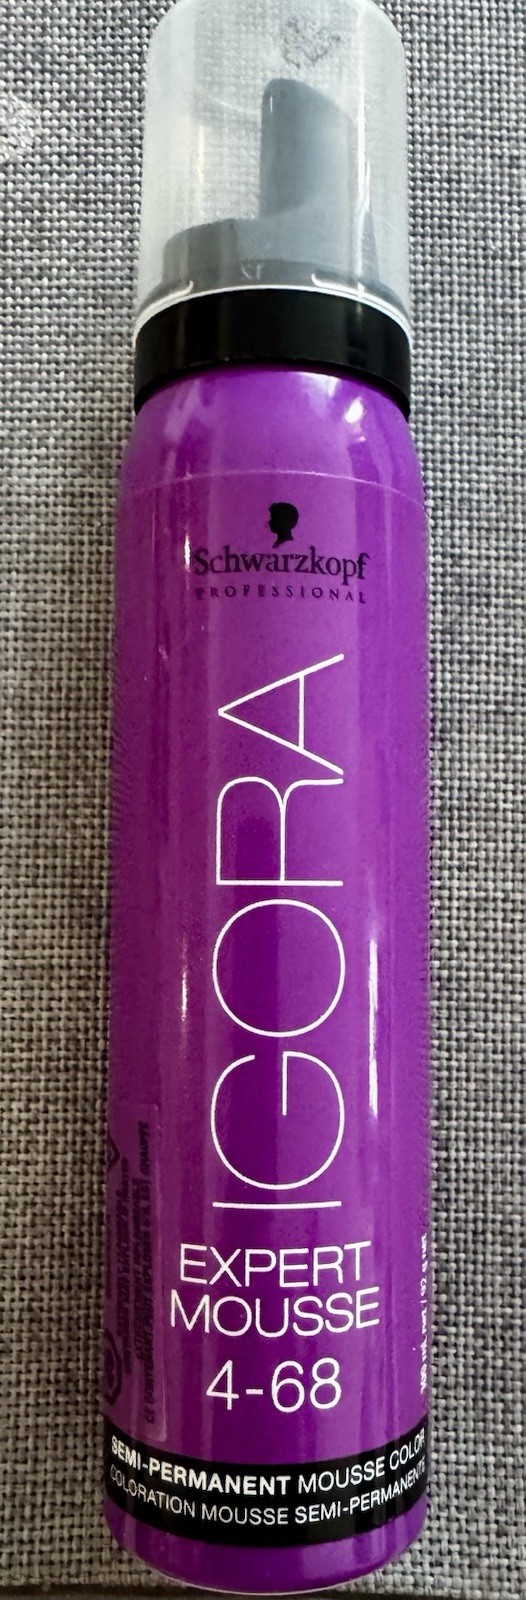 Schwarzkopf
PROFESSIONAL
IGORA
EXPERT
MOUSSE
4-68
SEMI-PERMANENT MOUSSE COLOR
COLORATION MOUSSE SEMI-PERMANENTE